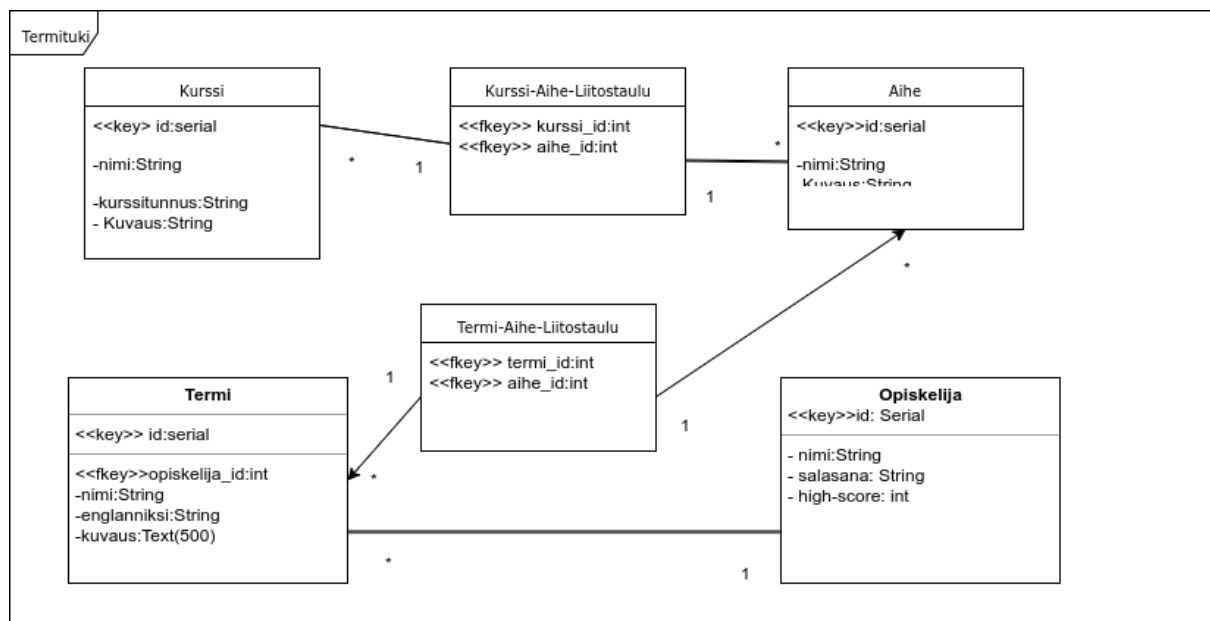 Termituki
Kurssi
<<key> id:serial
-nimi:String
-kurssitunnus:String
- Kuvaus:String
*
1
Kurssi-Aihe-Liitostaulu
<<fkey>> kurssi_id:int
<<fkey>> aihe_id:int
1
*
Aihe
<<key>>id:serial
-nimi:String
Kuvaus:String
*
Termi-Aihe-Liitostaulu
<<fkey>> termi_id:int
<<fkey>> aihe_id:int
1
1
*
Termi
<<key>> id:serial
<<fkey>>opiskelija_id:int
-nimi:String
-englanniksi:String
-kuvaus:Text(500)
*
1
Opiskelija
<<key>>id: Serial
- nimi:String
- salasana: String
- high-score: int